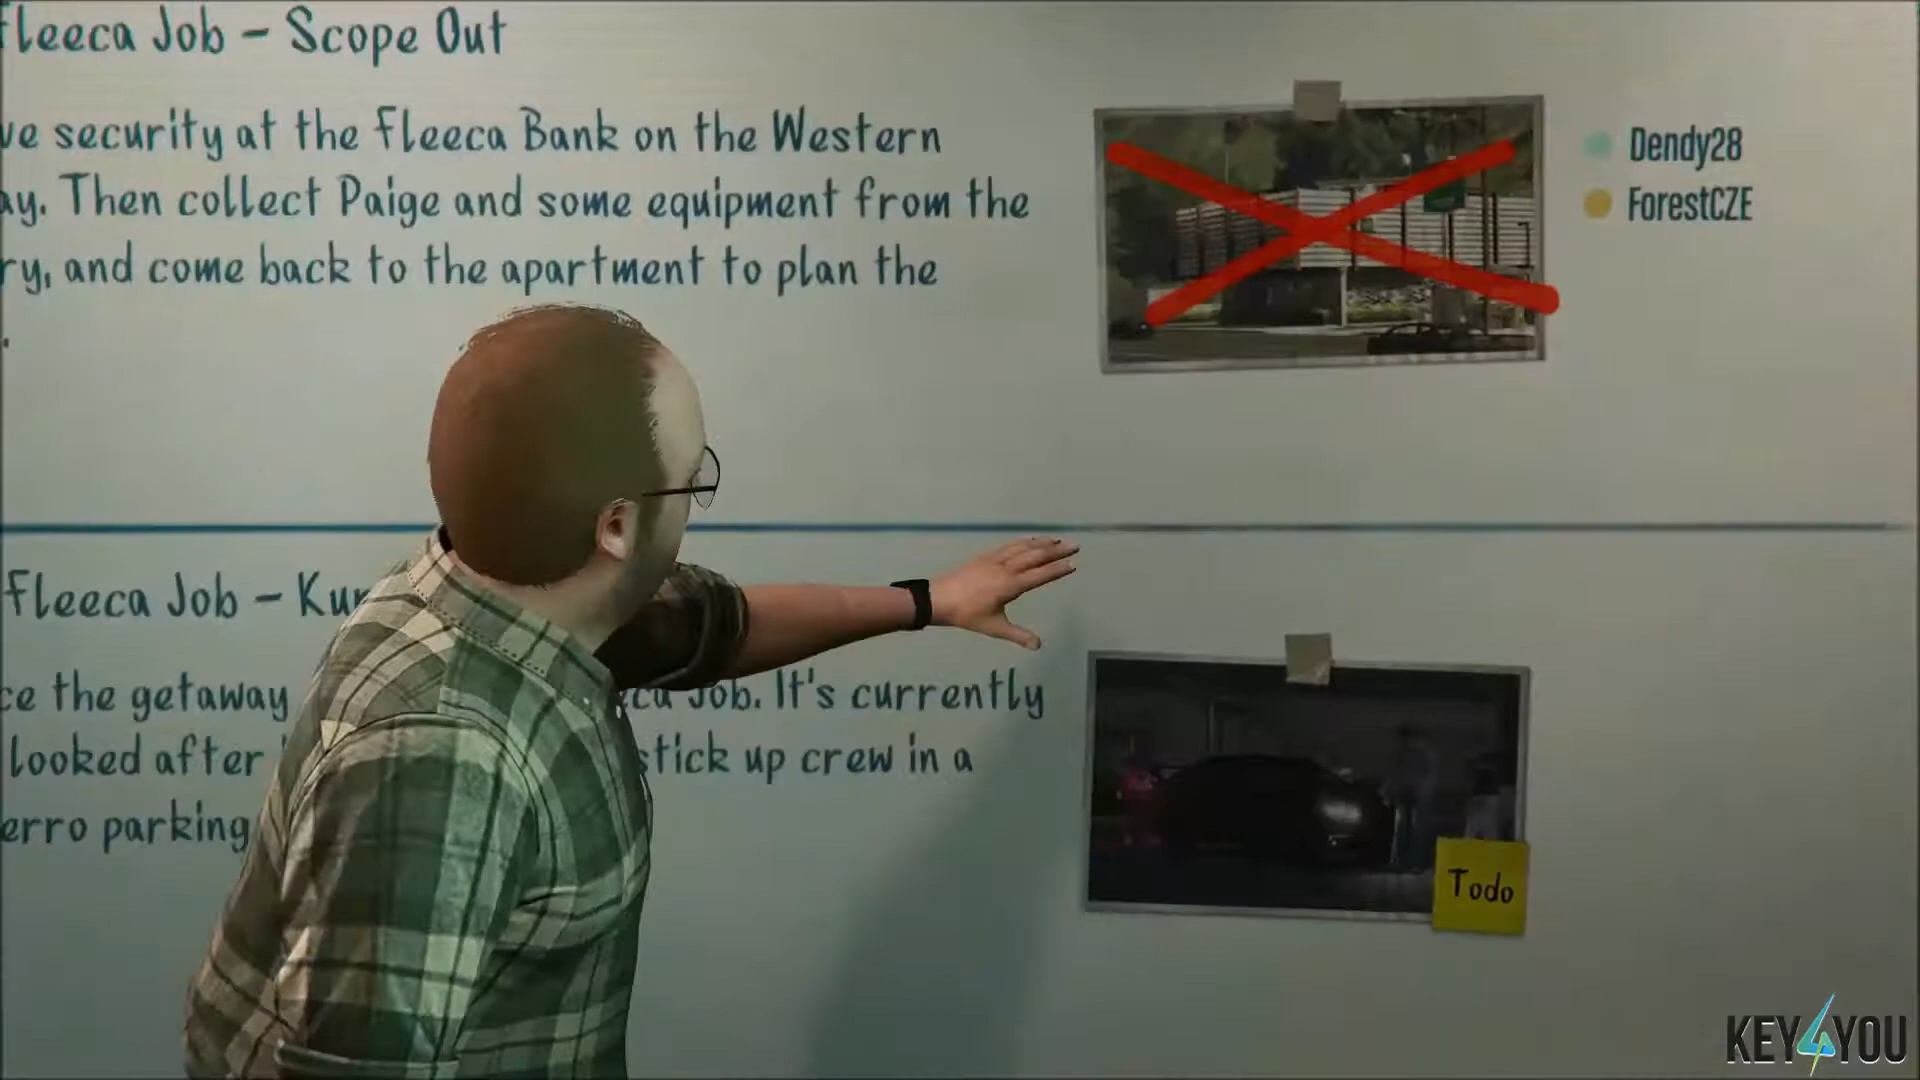 Fleeca Job - Scope Out
ve security at the Fleeca Bank on the Western
ay. Then collect Paige and some equipment from the
ry, and come back to the apartment to plan the
.
Dendy28
ForestCZE
Fleeca Job - Kur
ce the getaway ca Job. It's currently
looked after stick up crew in a
erro parking
Todo
KEY4YOU